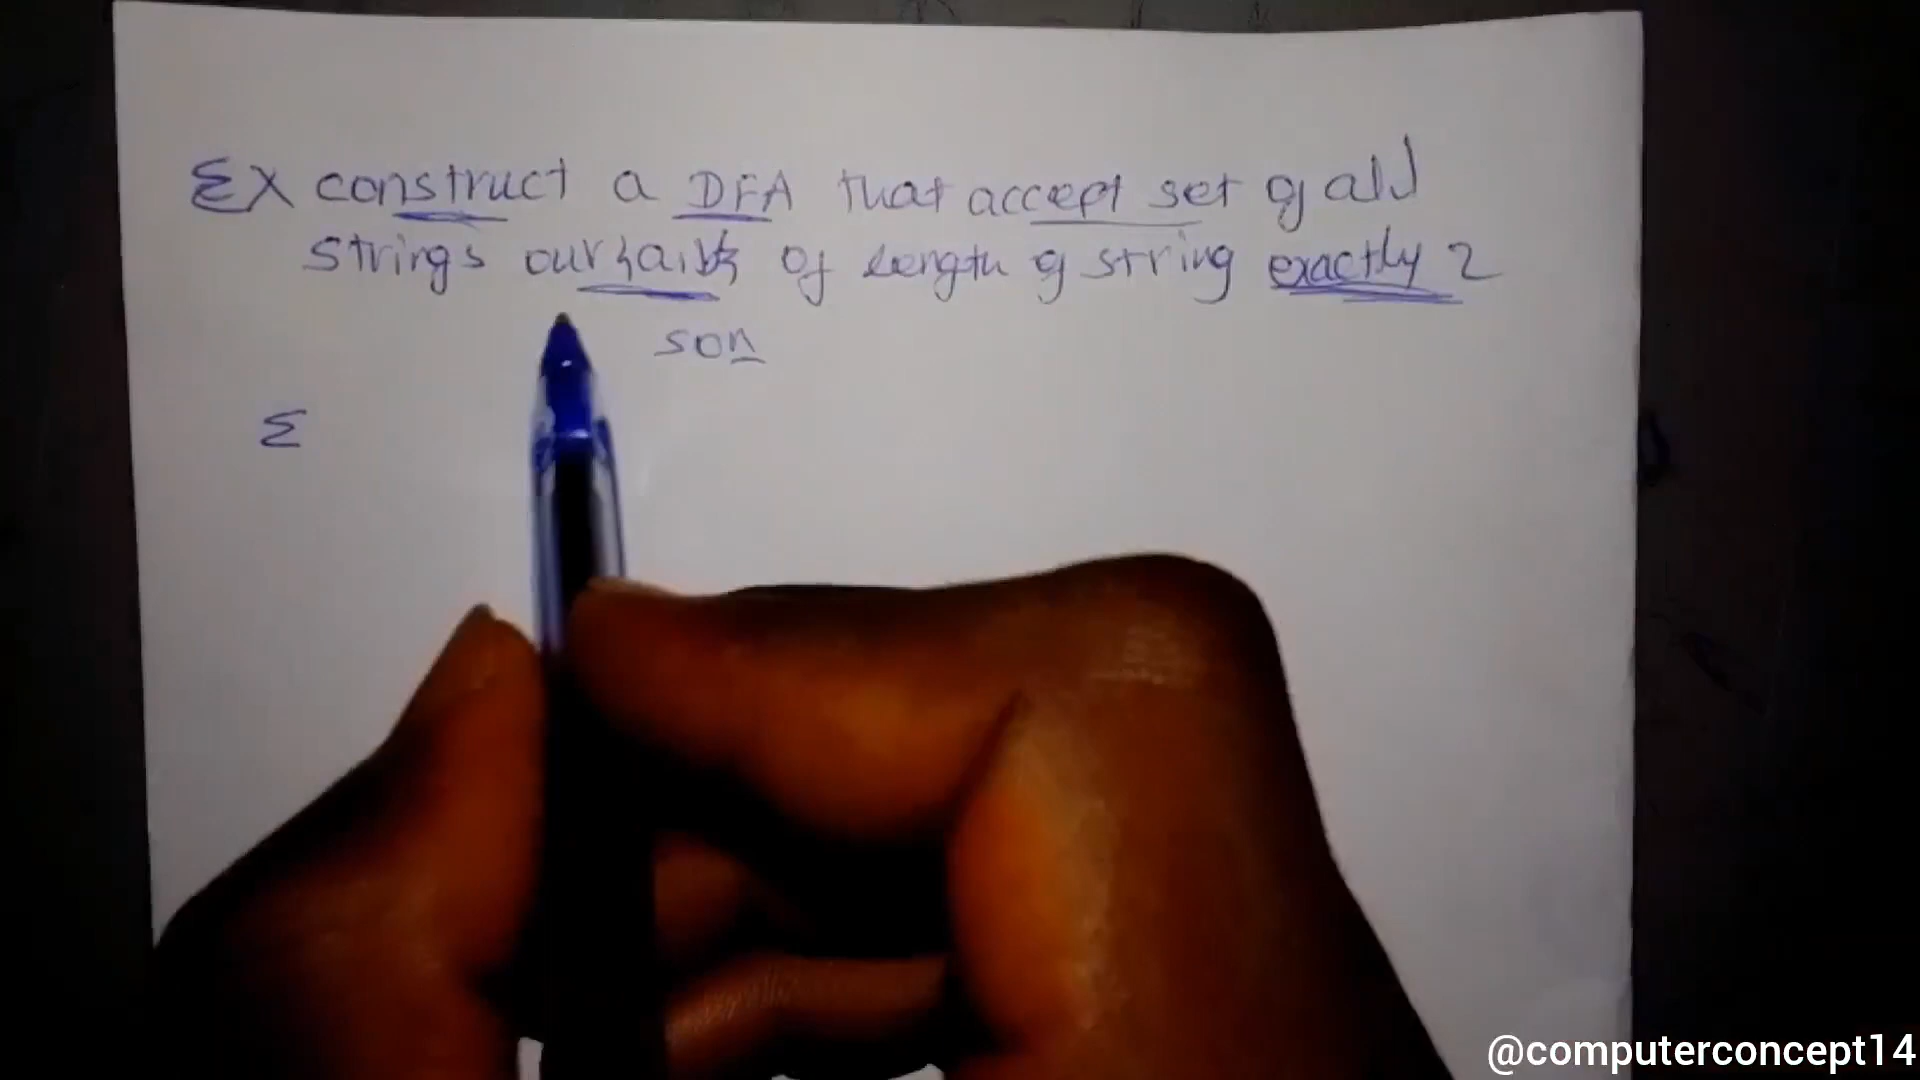 Ex construct a DFA that accept set of all
strings over {a,b} of length of string exactly 2
son
Σ
@computerconcept14